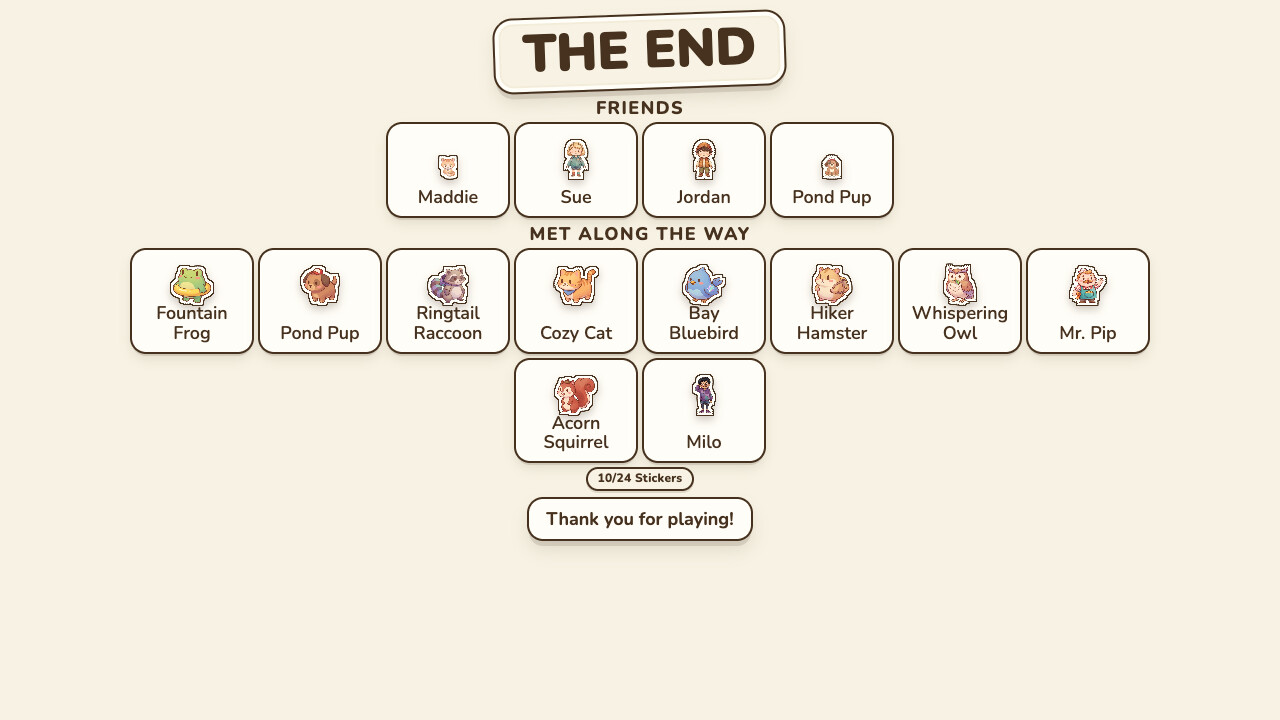 THE END
FRIENDS
Maddie
Sue
Jordan
Pond Pup
MET ALONG THE WAY
Fountain
Frog
Pond Pup
Ringtail
Raccoon
Cozy Cat
Bay
Bluebird
Hiker
Hamster
Whispering
Owl
Mr. Pip
Acorn
Squirrel
Milo
10/24 Stickers
Thank you for playing!